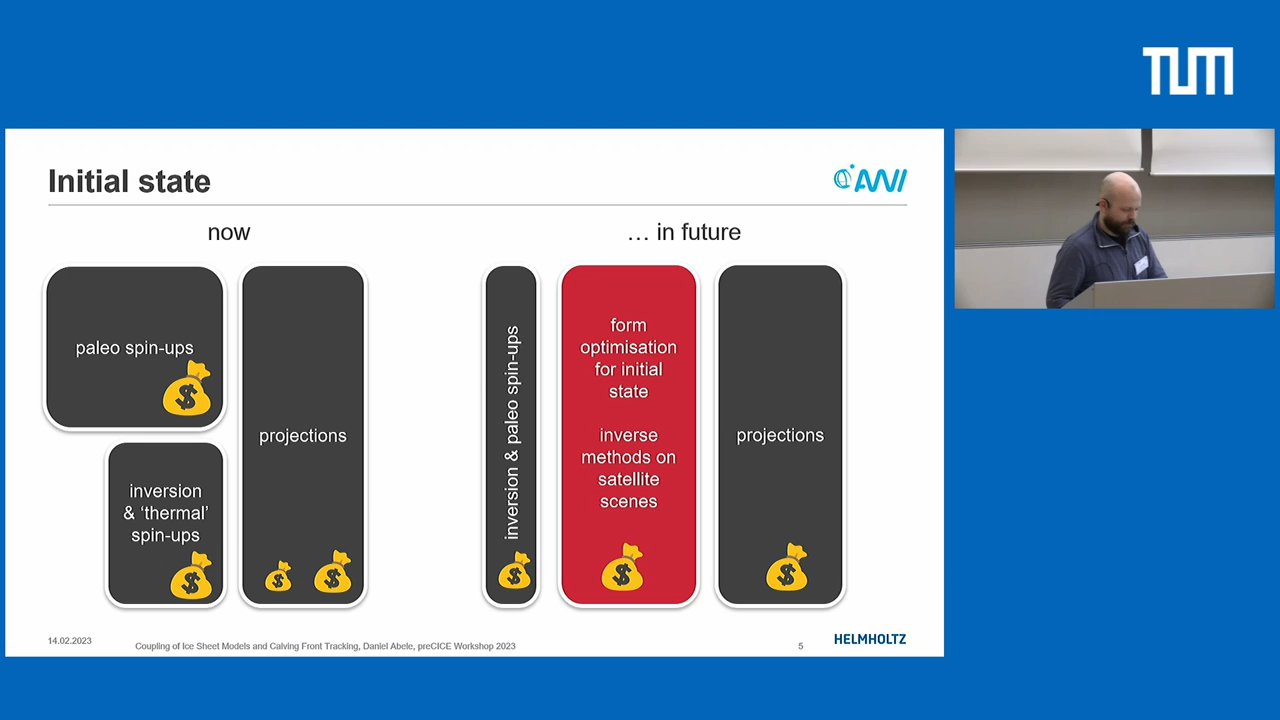 TUM
Initial state
AWI
now
… in future
paleo spin-ups
$
inversion
& ‘thermal’
spin-ups
$
projections
$ $
inversion & paleo spin-ups
$
form
optimisation
for initial
state
inverse
methods on
satellite
scenes
$
projections
$
14.02.2023
Coupling of Ice Sheet Models and Calving Front Tracking, Daniel Abele, preCICE Workshop 2023
5
HELMHOLTZ